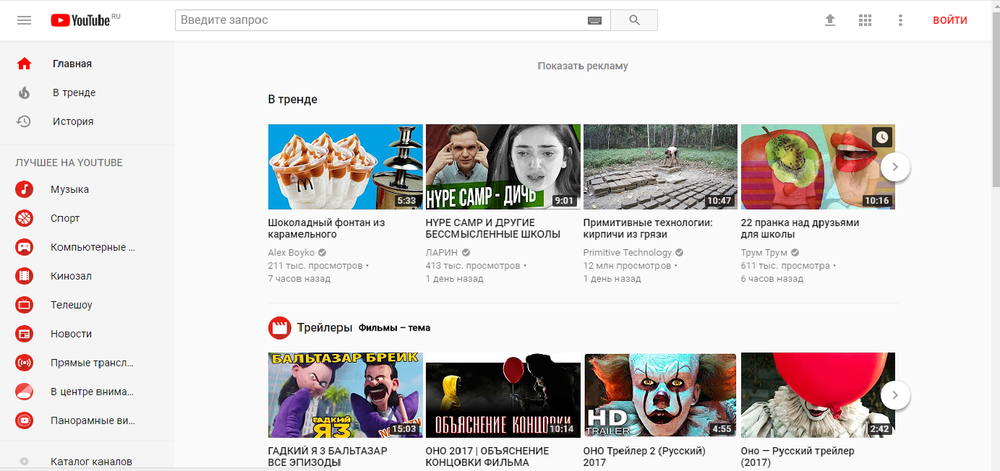 YouTube RU
Введите запрос
ВОЙТИ
Главная
В тренде
История
ЛУЧШЕЕ НА YOUTUBE
Музыка
Спорт
Компьютерные ...
Кинозал
Телешоу
Новости
Прямые трансл...
В центре внима...
Панорамные ви...
Каталог каналов
Показать рекламу
В тренде
5:33
HYPE CAMP - ДИЧЬ
9:01
10:47
10:16
Шоколадный фонтан из
карамельного
Alex Boyko
211 тыс. просмотров •
7 часов назад
HYPE CAMP И ДРУГИЕ
БЕССМЫСЛЕННЫЕ ШКОЛЫ
ЛАРИН
413 тыс. просмотров •
1 день назад
Примитивные технологии:
кирпичи из грязи
Primitive Technology
12 млн просмотров •
1 день назад
22 пранка над друзьями
для школы
Трум Трум
611 тыс. просмотра •
6 часов назад
Трейлеры Фильмы – тема
БАЛЬТАЗАР БРЕЙК
ГАДКИЙ
ЯЗ
15:03
ОБЪЯСНЕНИЕ КОНЦОВКИ
10:14
HD
TRAILER
4:55
2:42
ГАДКИЙ Я 3 БАЛЬТАЗАР
ВСЕ ЭПИЗОДЫ
ОНО 2017 | ОБЪЯСНЕНИЕ
КОНЦОВКИ ФИЛЬМА
ОНО Трейлер 2 (Русский)
2017
Оно — Русский трейлер
(2017)